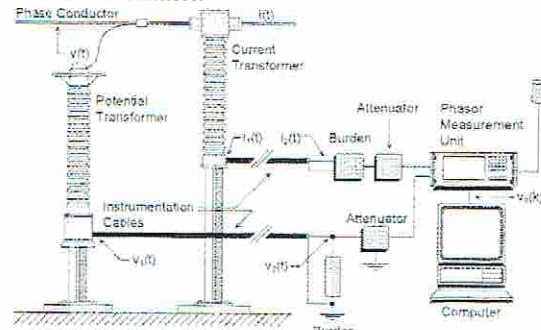 Phase Conductor
i(t)
v(t)
Current
Transformer
Potential
Transformer
Attenuator
Phasor
Measurement
Unit
i₁(t)
i₂(t)
Burden
Instrumentation
Cables
Attenuator
v₁(t)
v₂(t)
Computer
Burden